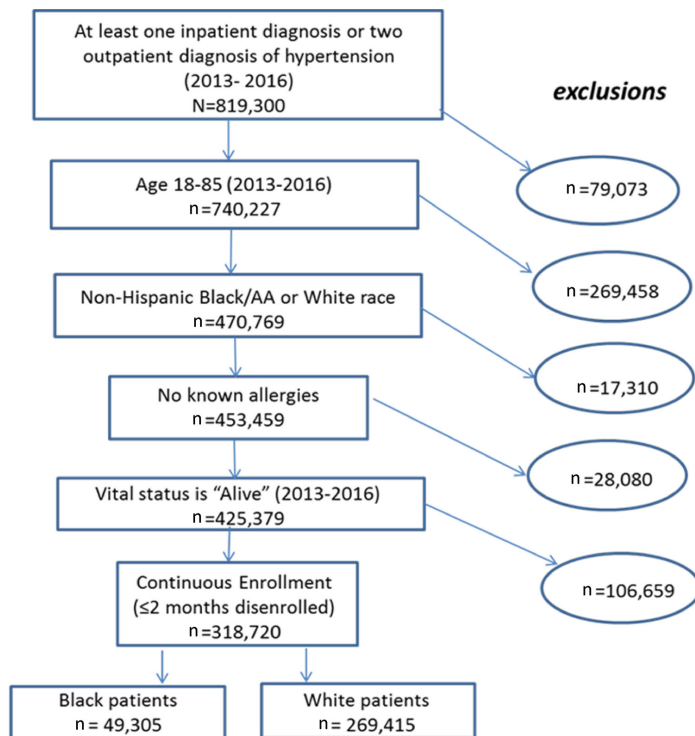 At least one inpatient diagnosis or two
outpatient diagnosis of hypertension
(2013- 2016)
N=819,300
exclusions
n=79,073
Age 18-85 (2013-2016)
n=740,227
n=269,458
Non-Hispanic Black/AA or White race
n=470,769
n=17,310
No known allergies
n=453,459
n=28,080
Vital status is “Alive” (2013-2016)
n=425,379
n=106,659
Continuous Enrollment
(≤2 months disenrolled)
n=318,720
Black patients
n = 49,305
White patients
n = 269,415